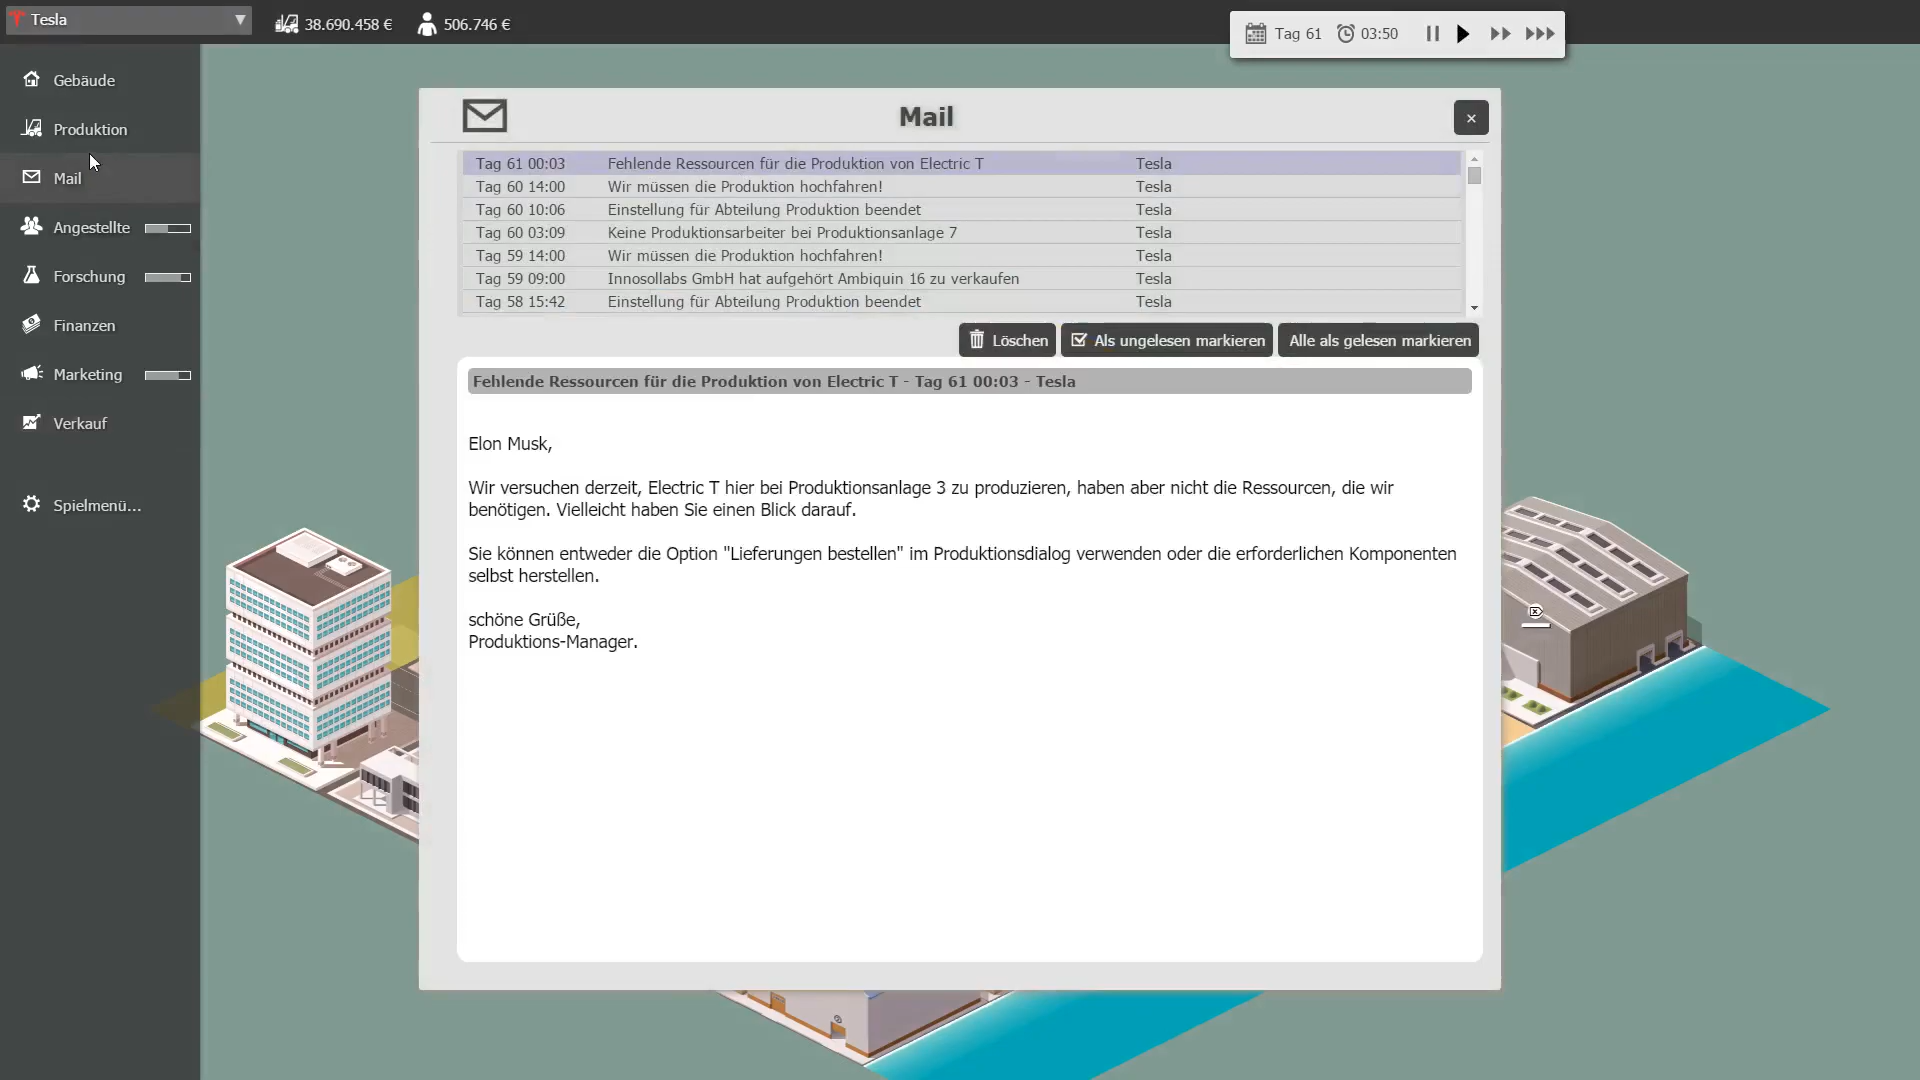 Tesla
38.690.458 €
506.746 €
Tag 61
03:50
Gebäude
Produktion
Mail
Angestellte
Forschung
Finanzen
Marketing
Verkauf
Spielmenü...
Mail
Tag 61 00:03 Fehlende Ressourcen für die Produktion von Electric T Tesla
Tag 60 14:00 Wir müssen die Produktion hochfahren! Tesla
Tag 60 10:06 Einstellung für Abteilung Produktion beendet Tesla
Tag 60 03:09 Keine Produktionsarbeiter bei Produktionsanlage 7 Tesla
Tag 59 14:00 Wir müssen die Produktion hochfahren! Tesla
Tag 59 09:00 Innosollabs GmbH hat aufgehört Ambiquin 16 zu verkaufen Tesla
Tag 58 15:42 Einstellung für Abteilung Produktion beendet Tesla
Löschen
Als ungelesen markieren
Alle als gelesen markieren
Fehlende Ressourcen für die Produktion von Electric T - Tag 61 00:03 - Tesla
Elon Musk,
Wir versuchen derzeit, Electric T hier bei Produktionsanlage 3 zu produzieren, haben aber nicht die Ressourcen, die wir
benötigen. Vielleicht haben Sie einen Blick darauf.
Sie können entweder die Option "Lieferungen bestellen" im Produktionsdialog verwenden oder die erforderlichen Komponenten
selbst herstellen.
schöne Grüße,
Produktions-Manager.